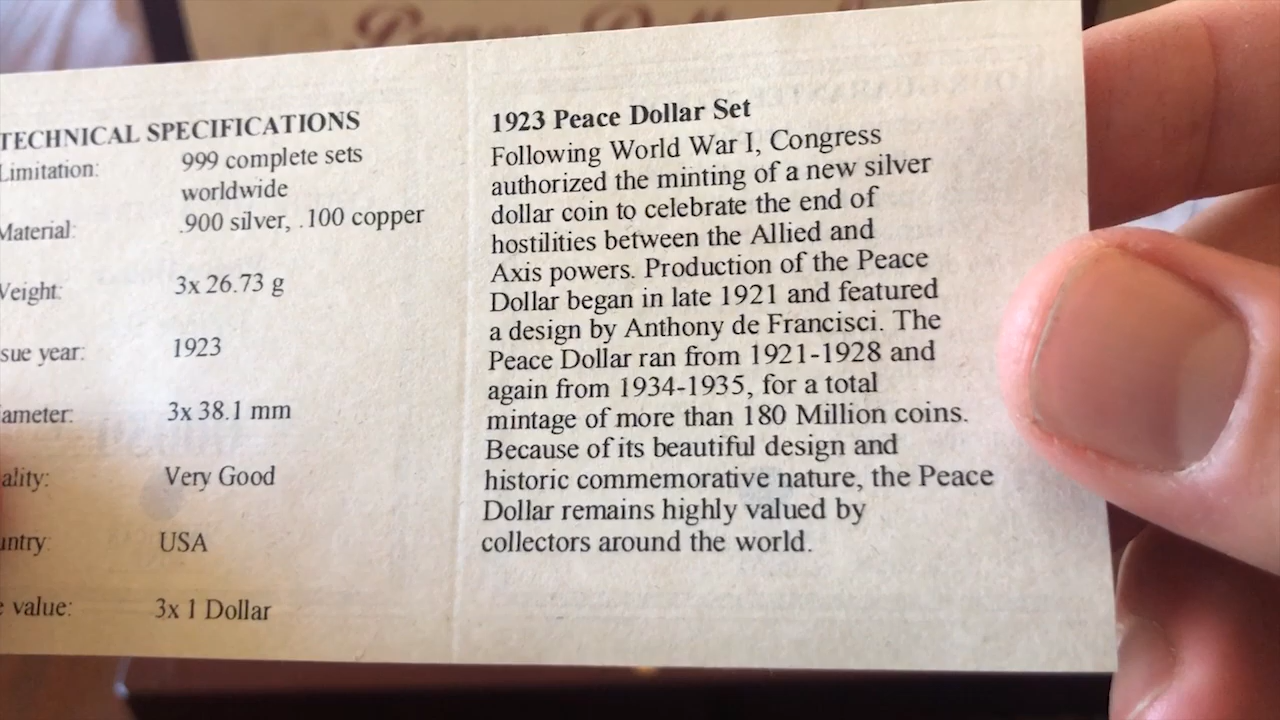 TECHNICAL SPECIFICATIONS
Limitation: 999 complete sets
worldwide
Material: .900 silver, .100 copper
Weight: 3x 26.73 g
sue year: 1923
ameter: 3x 38.1 mm
ality: Very Good
untry: USA
e value: 3x 1 Dollar
1923 Peace Dollar Set
Following World War I, Congress
authorized the minting of a new silver
dollar coin to celebrate the end of
hostilities between the Allied and
Axis powers. Production of the Peace
Dollar began in late 1921 and featured
a design by Anthony de Francisci. The
Peace Dollar ran from 1921-1928 and
again from 1934-1935, for a total
mintage of more than 180 Million coins.
Because of its beautiful design and
historic commemorative nature, the Peace
Dollar remains highly valued by
collectors around the world.